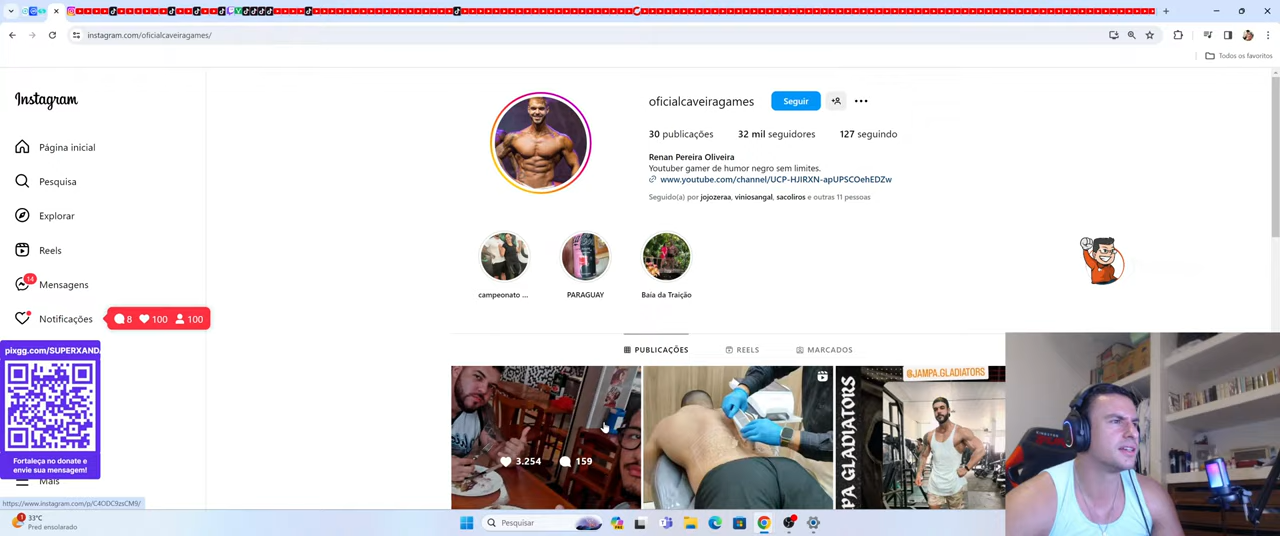 instagram.com/oficialcaveiragames/
Todos os favoritos
Instagram
Página inicial
Pesquisa
Explorar
Reels
14
Mensagens
Notificações
8 100 100
pixgg.com/SUPERXANDA
Fortaleça no donate e
envie sua mensagem!
Mais
https://www.instagram.com/p/C4ODC9zsCM9/
oficialcaveiragames
Seguir
30 publicações
32 mil seguidores
127 seguindo
Renan Pereira Oliveira
Youtuber gamer de humor negro sem limites.
www.youtube.com/channel/UCP-HJIRXN-apUPSCOehEDZw
Seguido(a) por jojozeraa, viniosangal, sacoliros e outras 11 pessoas
campeonato ...
PARAGUAY
Baia da Traição
PUBLICAÇÕES
REELS
MARCADOS
3.254
159
@JAMPA.GLADIATORS
PA GLADIATORS
1
33°C
Pred ensolarado
Pesquisar